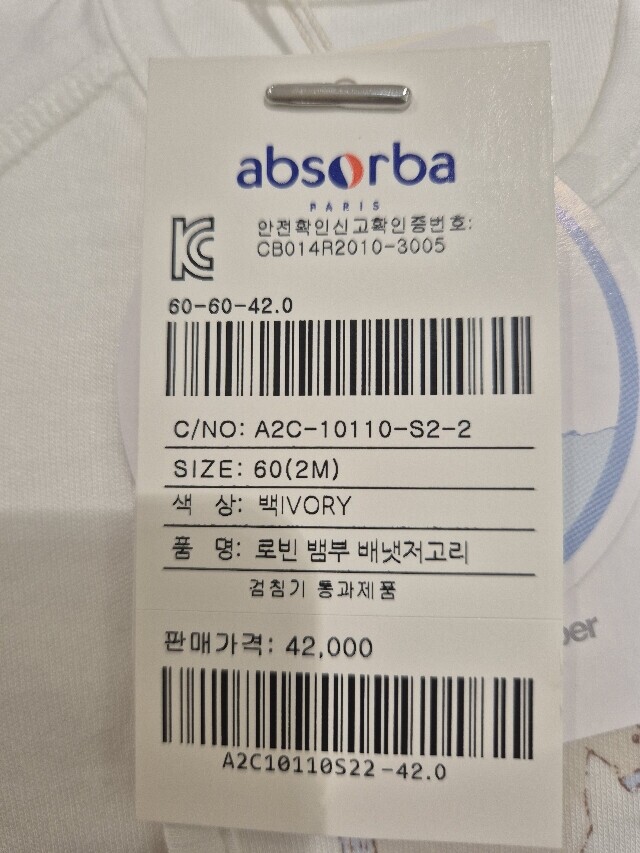 absorba
PARIS
안전확인신고확인증번호:
CB014R2010-3005
60-60-42.0
C/NO: A2C-10110-S2-2
SIZE: 60(2M)
색 상: 백IVORY
품 명: 로빈 뱀부 배냇저고리
검침기 통과제품
판매가격: 42,000
A2C10110S22-42.0